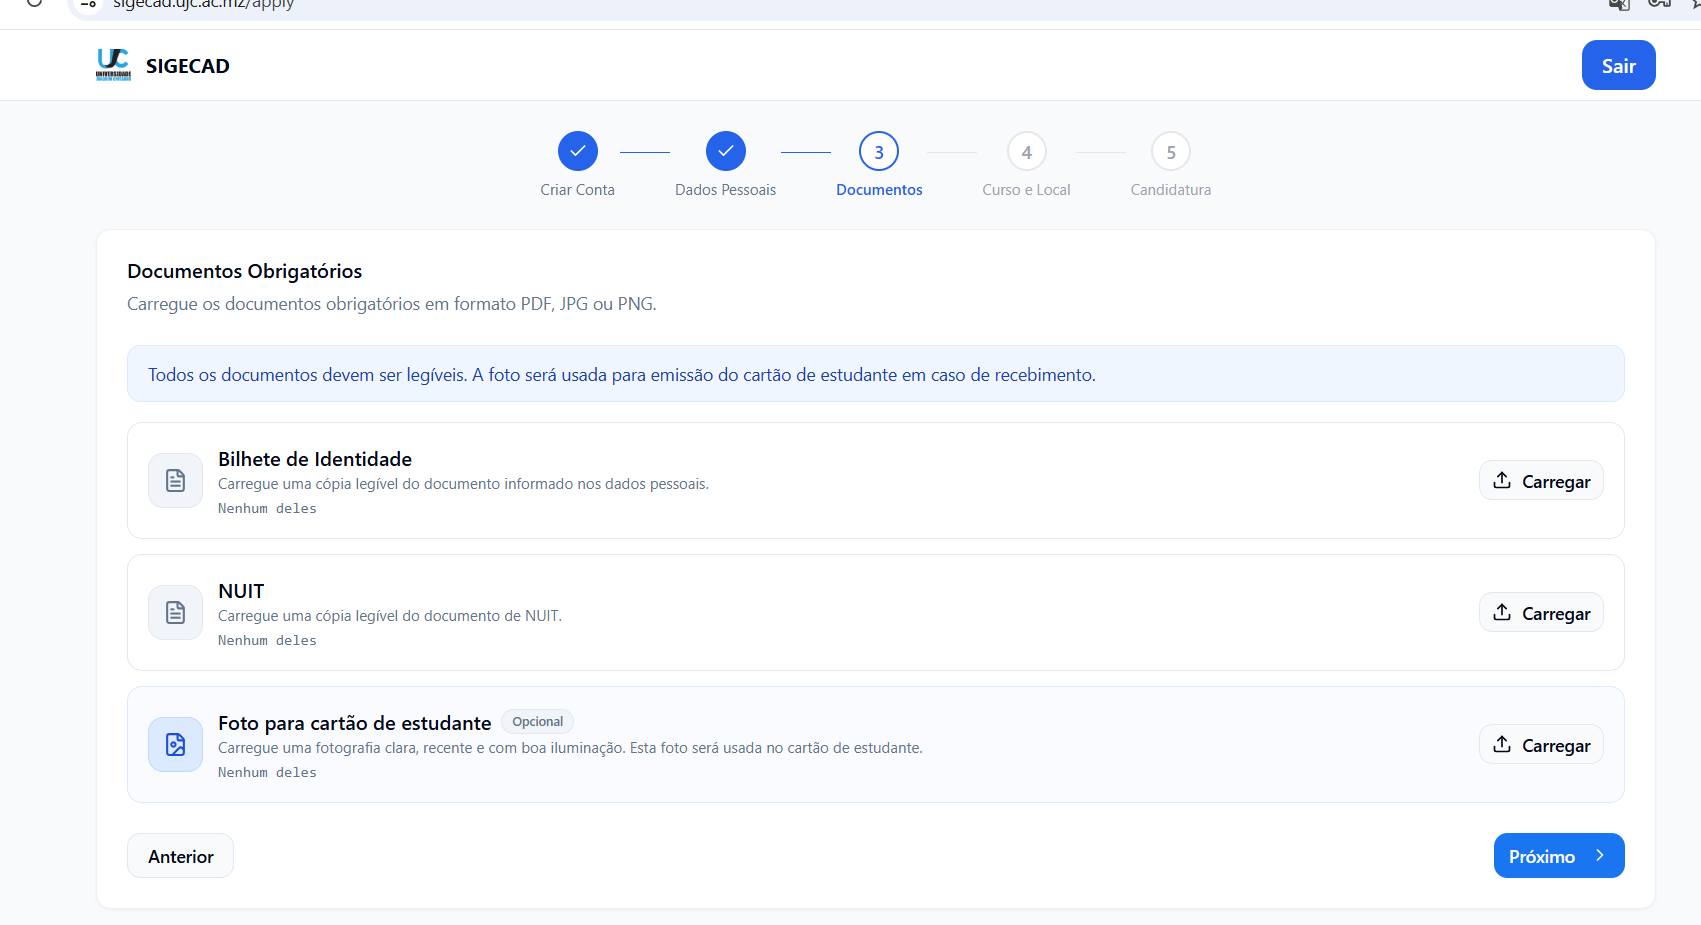 sigecad.ujc.ac.mz/apply
UC
UNIVERSIDADE
JOAQUIM CHISSANO
SIGECAD
Sair
3
4
5
Criar Conta
Dados Pessoais
Documentos
Curso e Local
Candidatura
Documentos Obrigatórios
Carregue os documentos obrigatórios em formato PDF, JPG ou PNG.
Todos os documentos devem ser legíveis. A foto será usada para emissão do cartão de estudante em caso de recebimento.
Bilhete de Identidade
Carregue uma cópia legível do documento informado nos dados pessoais.
Nenhum deles
Carregar
NUIT
Carregue uma cópia legível do documento de NUIT.
Nenhum deles
Carregar
Foto para cartão de estudante Opcional
Carregue uma fotografia clara, recente e com boa iluminação. Esta foto será usada no cartão de estudante.
Nenhum deles
Carregar
Anterior
Próximo